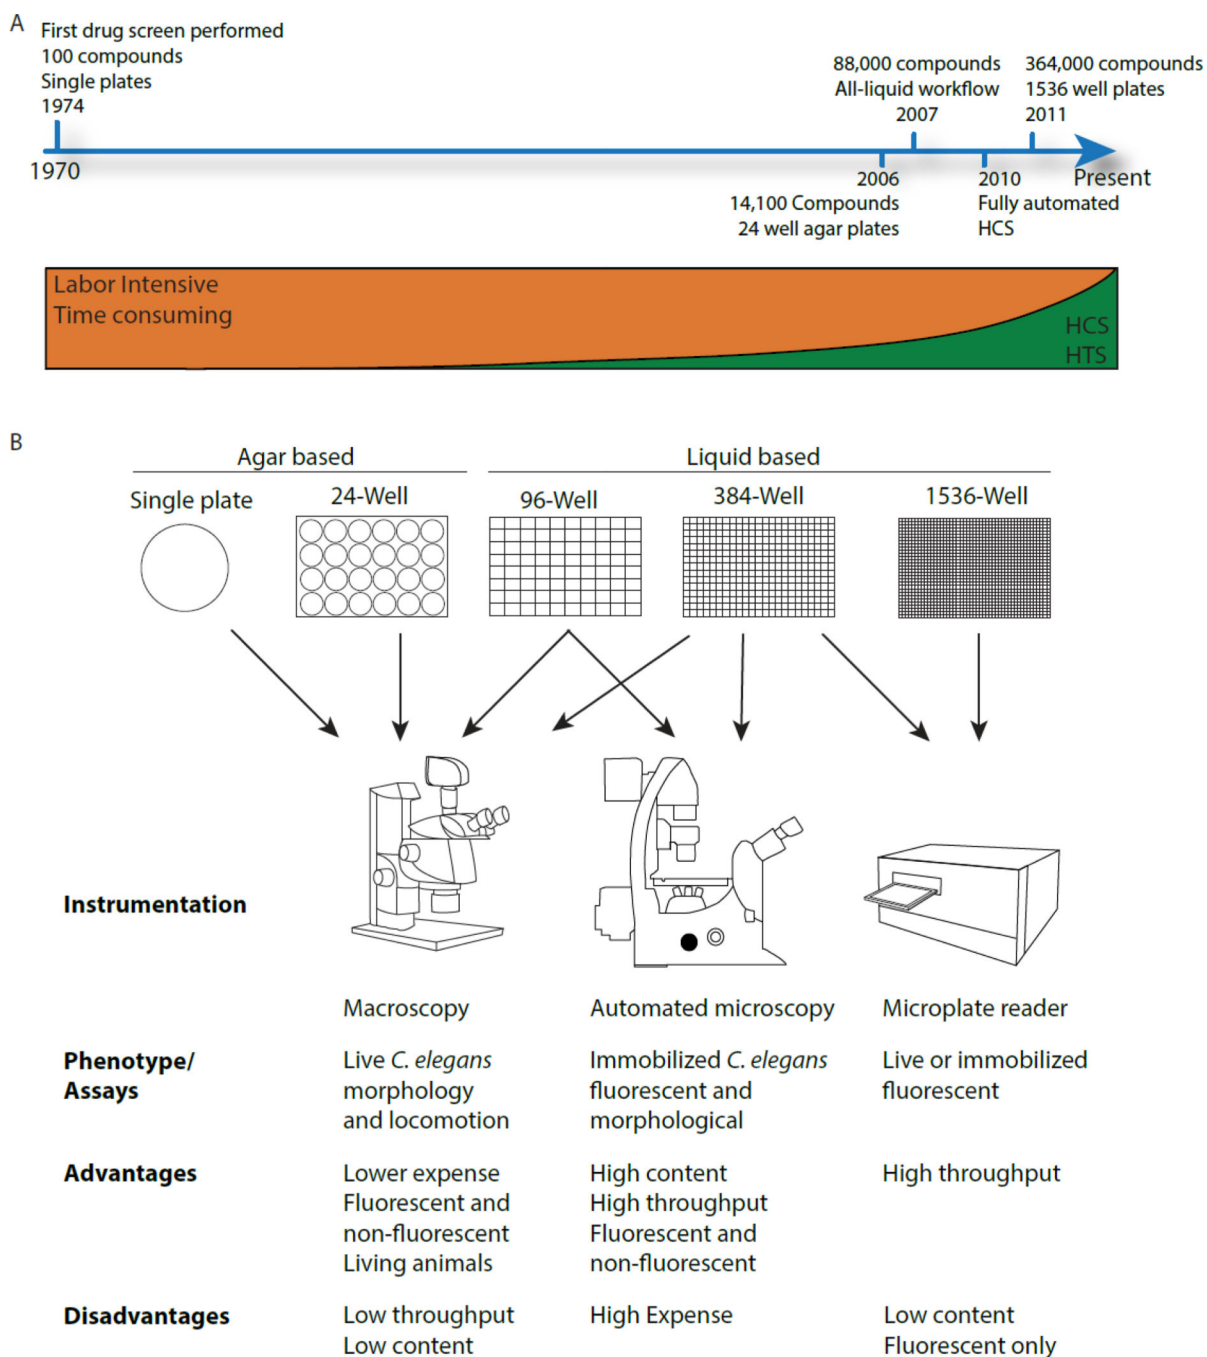 A
First drug screen performed
100 compounds
Single plates
1974
88,000 compounds
All-liquid workflow
2007
364,000 compounds
1536 well plates
2011
1970
2006
14,100 Compounds
24 well agar plates
2010
Fully automated
HCS
Present
Labor Intensive
Time consuming
HCS
HTS
B
Agar based
Liquid based
Single plate
24-Well
96-Well
384-Well
1536-Well
Instrumentation
Macroscopy
Automated microscopy
Microplate reader
Phenotype/
Assays
Live C. elegans
morphology
and locomotion
Immobilized C. elegans
fluorescent and
morphological
Live or immobilized
fluorescent
Advantages
Lower expense
Fluorescent and
non-fluorescent
Living animals
High content
High throughput
Fluorescent and
non-fluorescent
High throughput
Disadvantages
Low throughput
Low content
High Expense
Low content
Fluorescent only